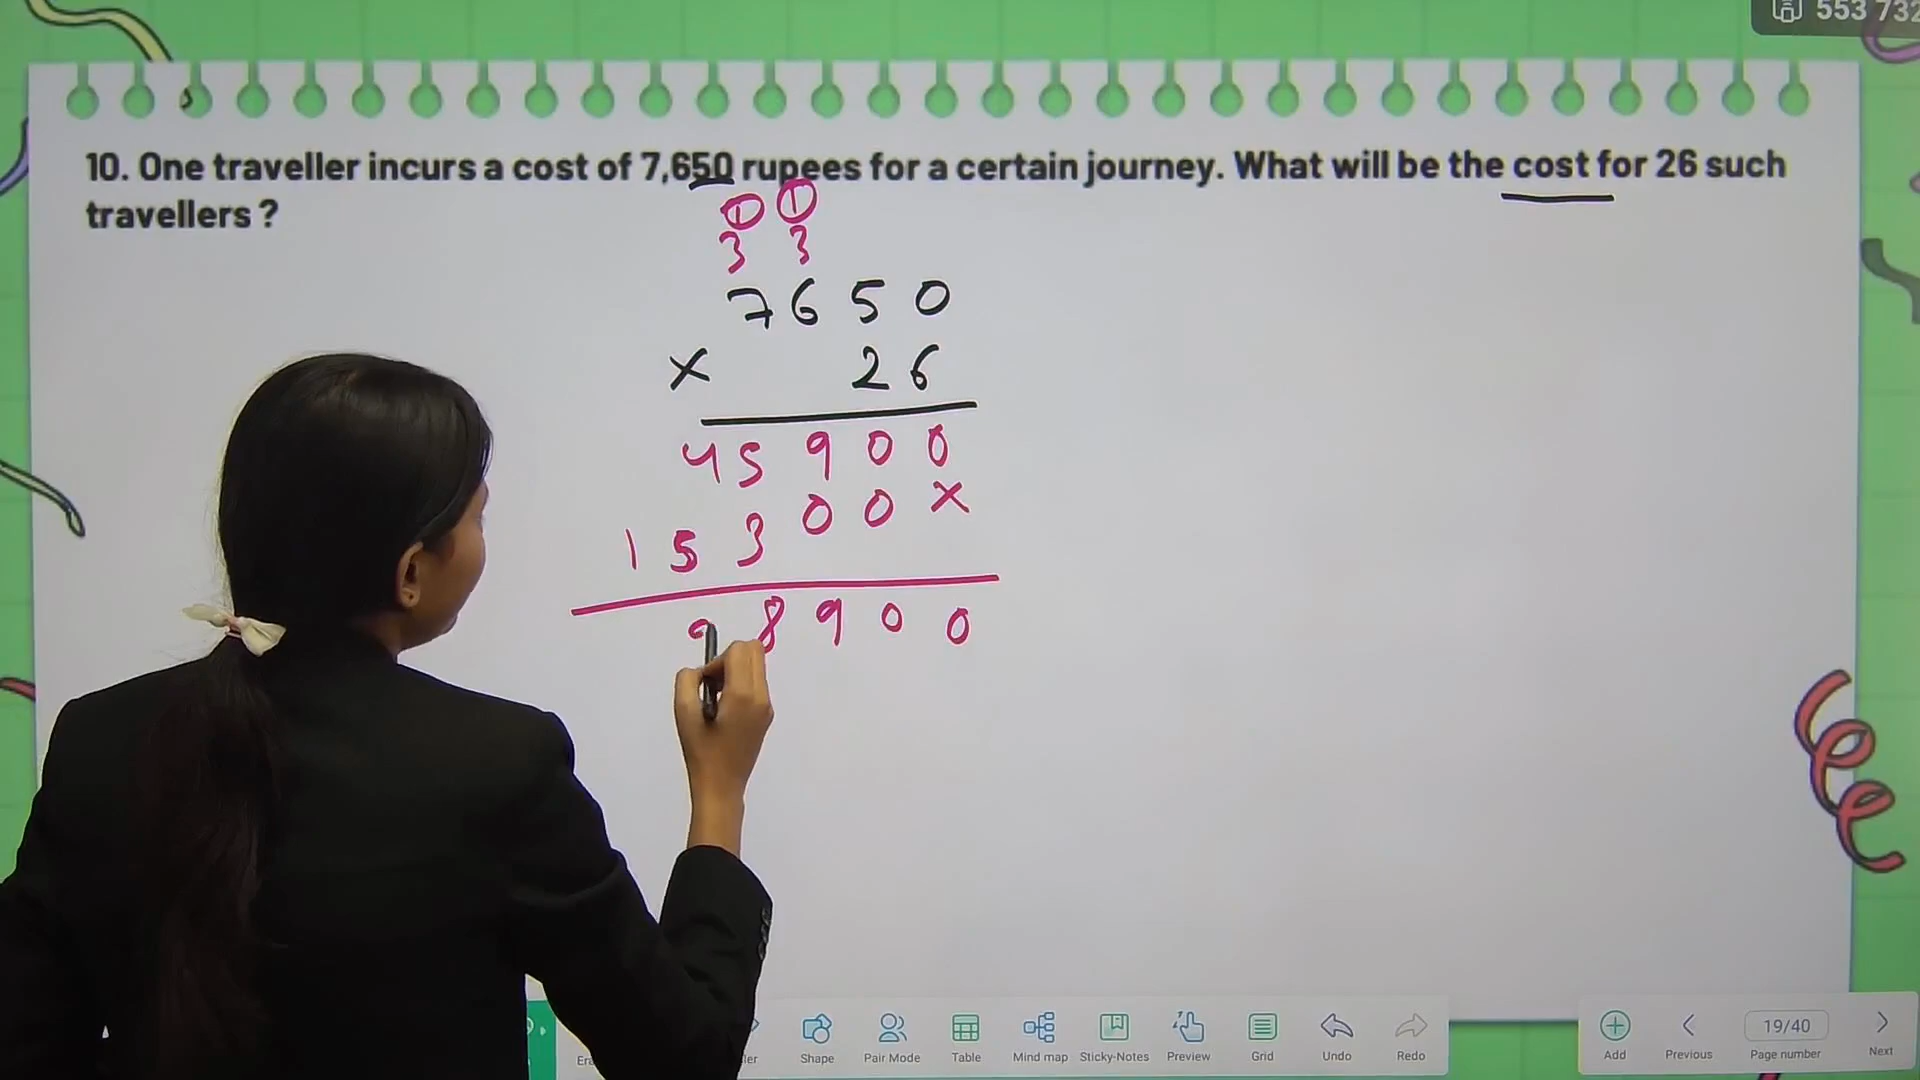 553 732
10. One traveller incurs a cost of 7,650 rupees for a certain journey. What will be the cost for 26 such
travellers ?
1 1
3 3
7 6 5 0
x 2 6
4 5 9 0 0
1 5 3 0 0 x
9 8 9 0 0
Shape Pair Mode Table Mind map Sticky-Notes Preview Grid Undo Redo
19/40
Add Previous Page number Next